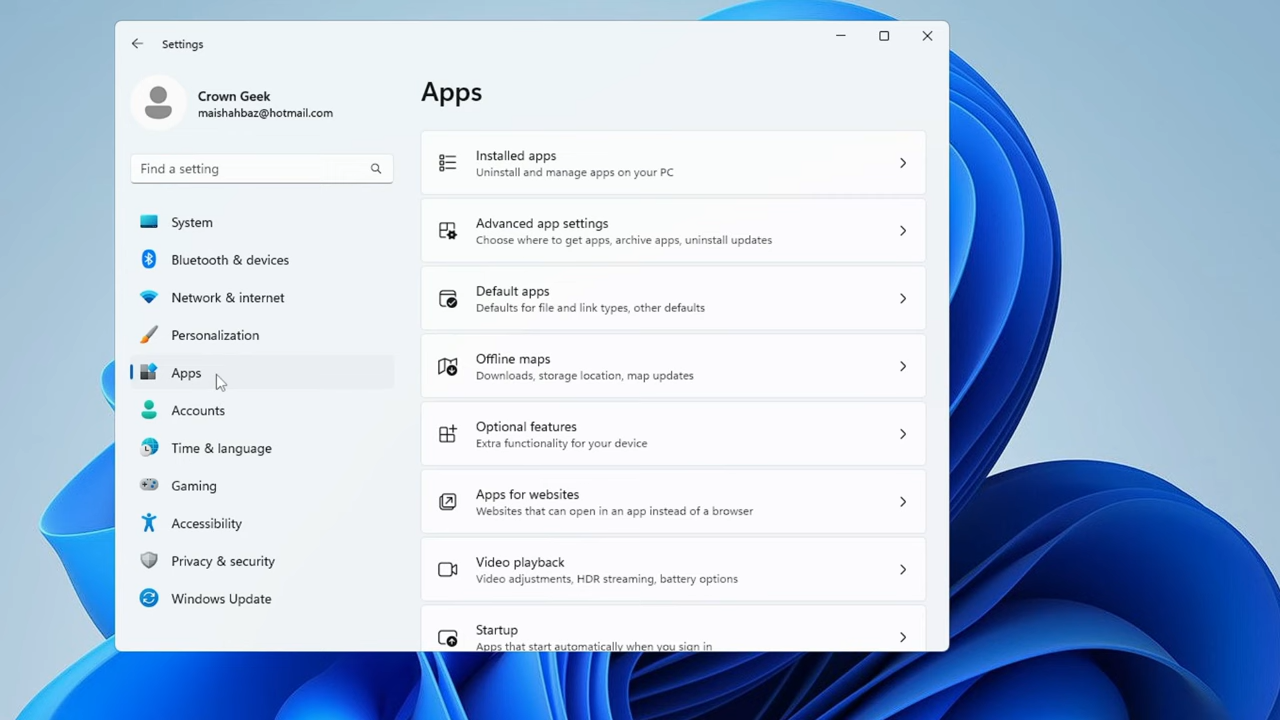 Settings
Crown Geek
maishahbaz@hotmail.com
Find a setting
System
Bluetooth & devices
Network & internet
Personalization
Apps
Accounts
Time & language
Gaming
Accessibility
Privacy & security
Windows Update
Apps
Installed apps
Uninstall and manage apps on your PC
Advanced app settings
Choose where to get apps, archive apps, uninstall updates
Default apps
Defaults for file and link types, other defaults
Offline maps
Downloads, storage location, map updates
Optional features
Extra functionality for your device
Apps for websites
Websites that can open in an app instead of a browser
Video playback
Video adjustments, HDR streaming, battery options
Startup
Apps that start automatically when you sign in